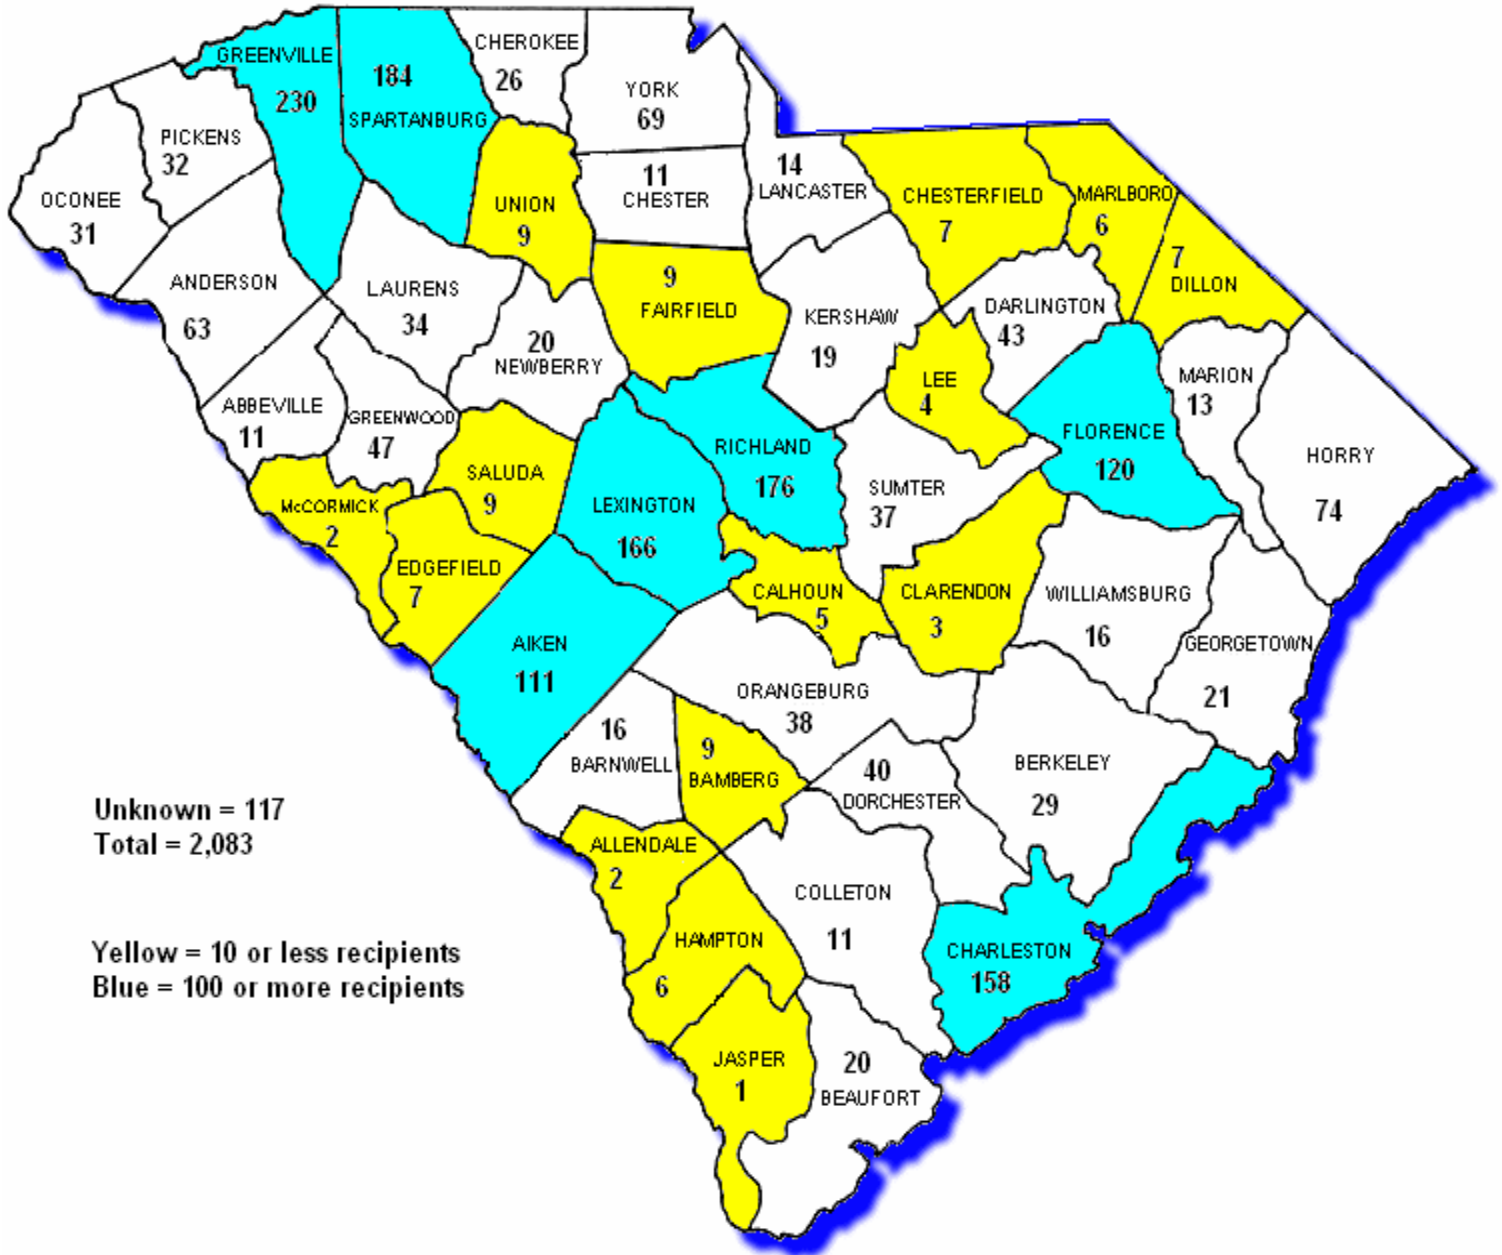 GREENVILLE
230
184
SPARTANBURG
CHEROKEE
26
YORK
69
PICKENS
32
OCONEE
31
UNION
9
11
CHESTER
14
LANCASTER
CHESTERFIELD
7
MARLBORO
6
7
DILLON
ANDERSON
63
LAURENS
34
20
NEWBERRY
9
FAIRFIELD
KERSHAW
19
DARLINGTON
43
LEE
4
MARION
13
ABBEVILLE
11
GREENWOOD
47
SALUDA
9
LEXINGTON
166
RICHLAND
176
SUMTER
37
FLORENCE
120
HORRY
74
McCORMICK
2
EDGEFIELD
7
AIKEN
111
CALHOUN
5
CLARENDON
3
WILLIAMSBURG
16
GEORGETOWN
21
ORANGEBURG
38
16
BARNWELL
9
BAMBERG
40
DORCHESTER
BERKELEY
29
Unknown = 117
Total = 2,083
ALLENDALE
2
COLLETON
11
HAMPTON
6
CHARLESTON
158
Yellow = 10 or less recipients
Blue = 100 or more recipients
JASPER
1
20
BEAUFORT